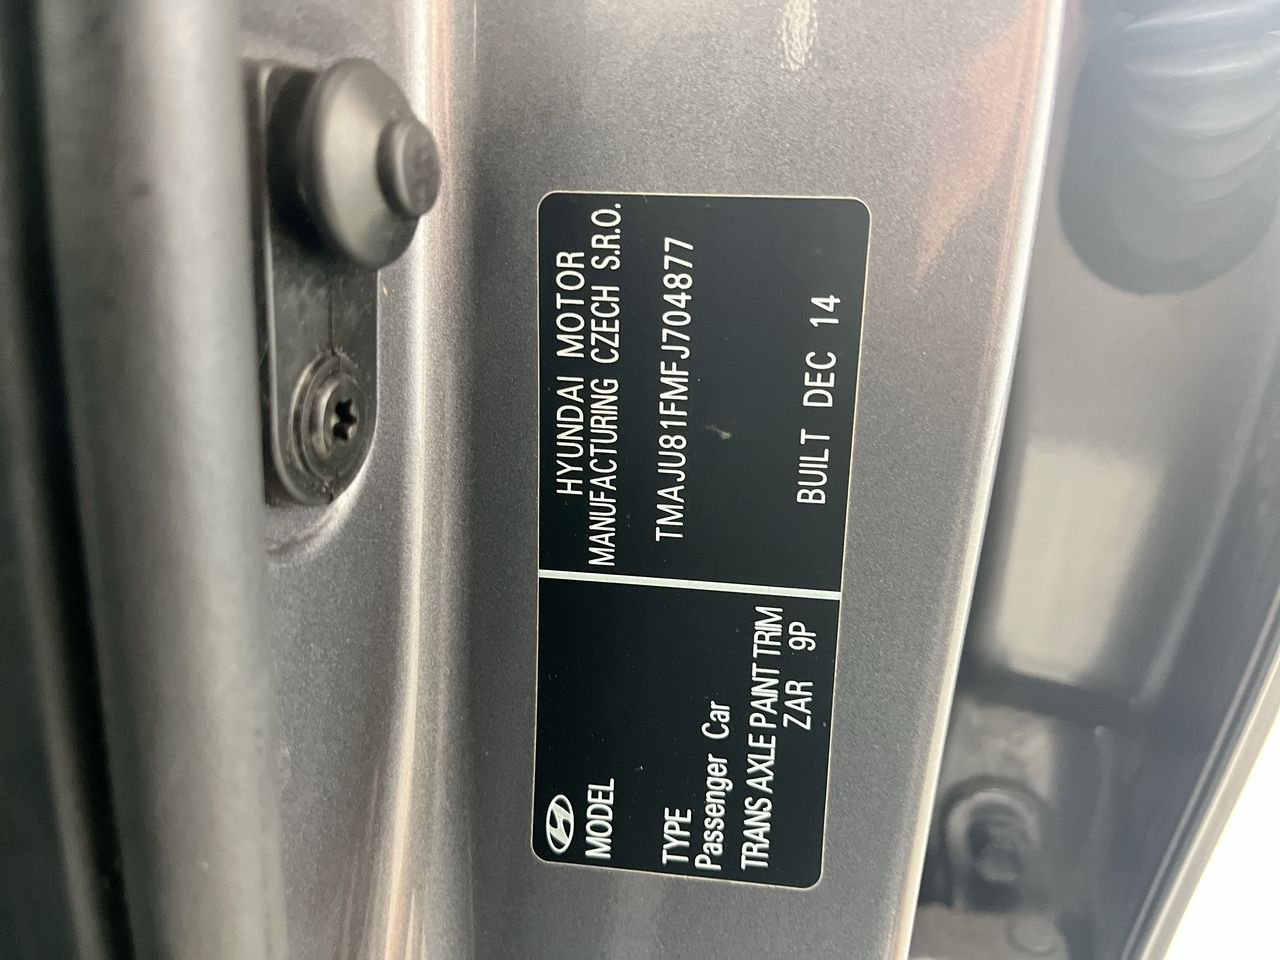 MODEL
TYPE
Passenger Car
TRANS AXLE PAINT TRIM
ZAR 9P
HYUNDAI MOTOR
MANUFACTURING CZECH S.R.O.
TMAJU81FMFJ704877
BUILT DEC 14